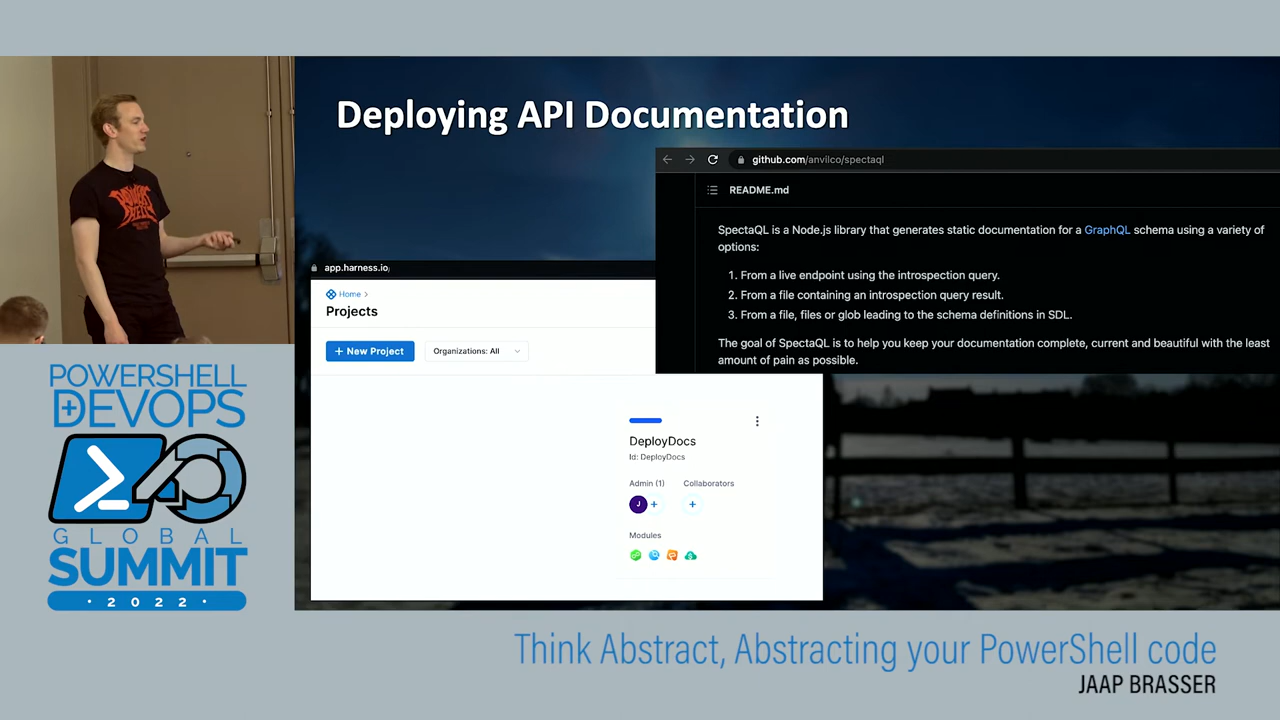 Deploying API Documentation
github.com/anvilco/spectaql
README.md
SpectaQL is a Node.js library that generates static documentation for a GraphQL schema using a variety of
options:
1. From a live endpoint using the introspection query.
2. From a file containing an introspection query result.
3. From a file, files or glob leading to the schema definitions in SDL.
The goal of SpectaQL is to help you keep your documentation complete, current and beautiful with the least
amount of pain as possible.
app.harness.io/
Home >
Projects
+ New Project
Organizations: All
DeployDocs
Id: DeployDocs
Admin (1) Collaborators
J + +
Modules
POWERSHELL
+DEVOPS
GLOBAL
SUMMIT
· 2022 ·
Think Abstract, Abstracting your PowerShell code
JAAP BRASSER